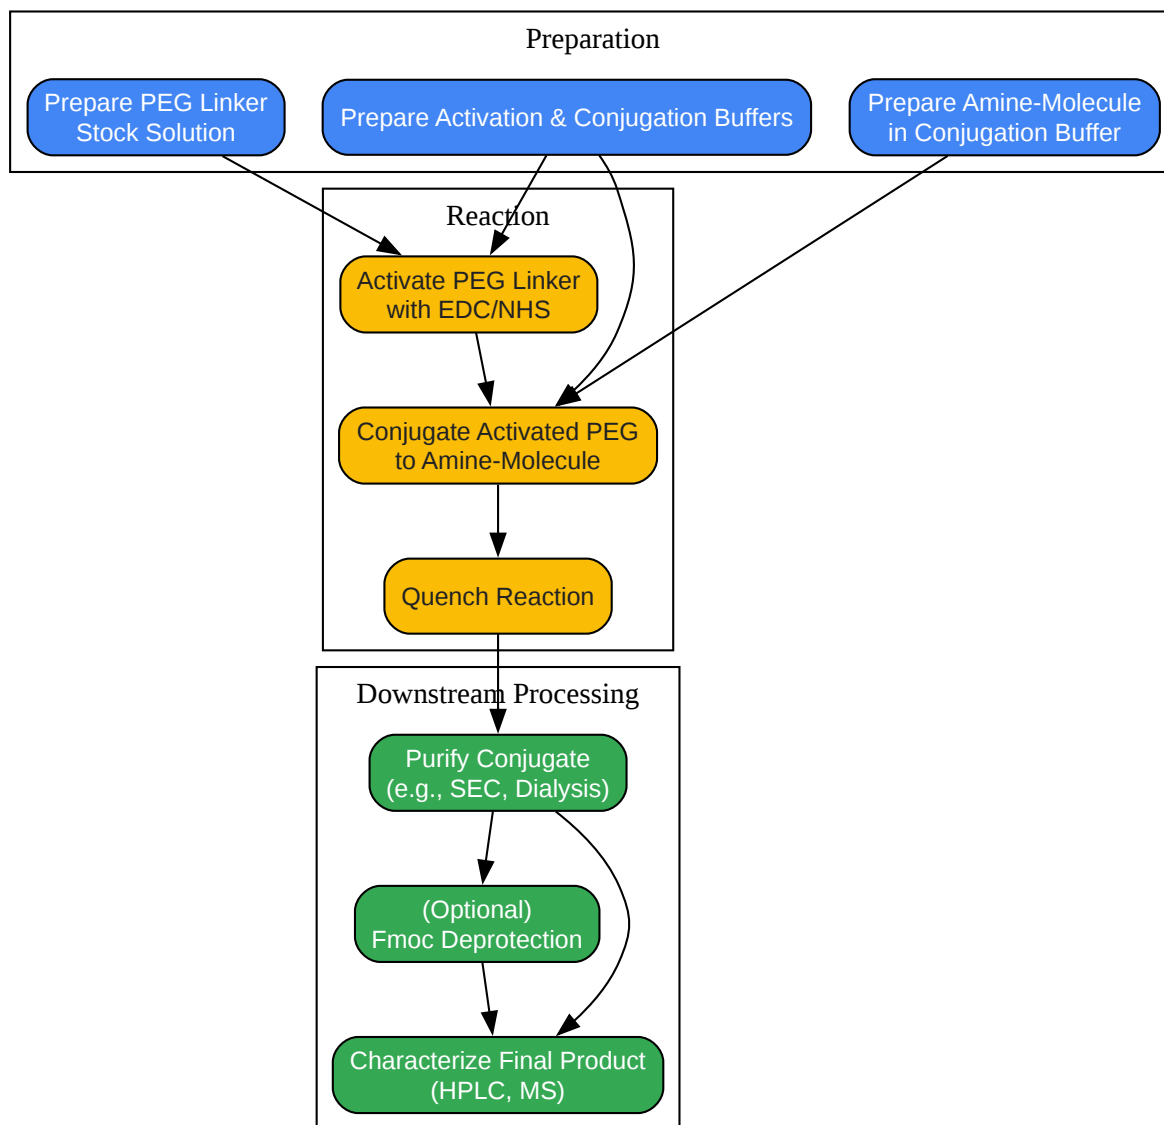 Preparation
Prepare PEG Linker
Stock Solution
Prepare Activation & Conjugation Buffers
Prepare Amine-Molecule
in Conjugation Buffer
Reaction
Activate PEG Linker
with EDC/NHS
Conjugate Activated PEG
to Amine-Molecule
Quench Reaction
Downstream Processing
Purify Conjugate
(e.g., SEC, Dialysis)
(Optional)
Fmoc Deprotection
Characterize Final Product
(HPLC, MS)